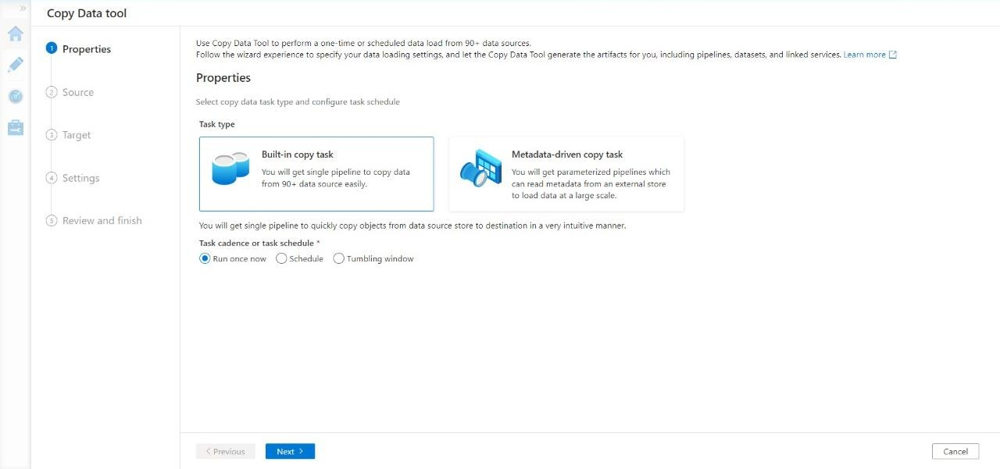 Copy Data tool
1 Properties
2 Source
3 Target
4 Settings
5 Review and finish
Use Copy Data Tool to perform a one-time or scheduled data load from 90+ data sources.
Follow the wizard experience to specify your data loading settings, and let the Copy Data Tool generate the artifacts for you, including pipelines, datasets, and linked services. Learn more
Properties
Select copy data task type and configure task schedule
Task type
Built-in copy task
You will get single pipeline to copy data
from 90+ data source easily.
Metadata-driven copy task
You will get parameterized pipelines which
can read metadata from an external store
to load data at a large scale.
You will get single pipeline to quickly copy objects from data source store to destination in a very intuitive manner.
Task cadence or task schedule *
Run once now Schedule Tumbling window
< Previous Next > Cancel